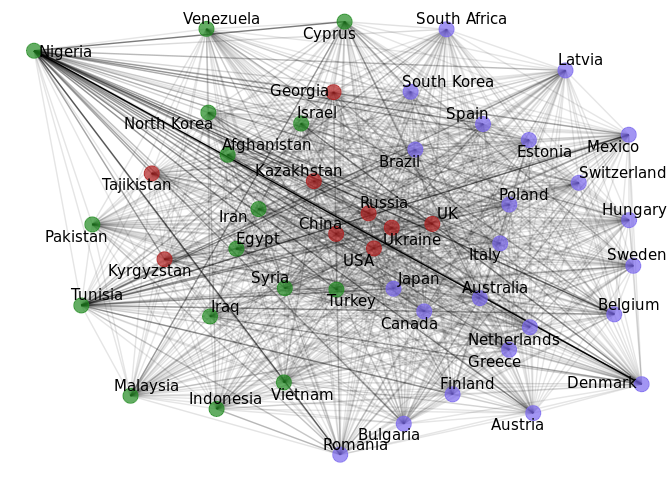 Venezuela
South Africa
Cyprus
Nigeria
Latvia
South Korea
Georgia
Israel
Spain
North Korea
Afghanistan
Mexico
Estonia
Brazil
Kazakhstan
Switzerland
Tajikistan
Poland
Russia
Hungary
UK
Iran
China
Pakistan
Egypt
Ukraine
Italy
Sweden
USA
Kyrgyzstan
Syria
Japan
Australia
Tunisia
Turkey
Belgium
Iraq
Canada
Netherlands
Greece
Denmark
Finland
Malaysia
Vietnam
Indonesia
Austria
Bulgaria
Romania